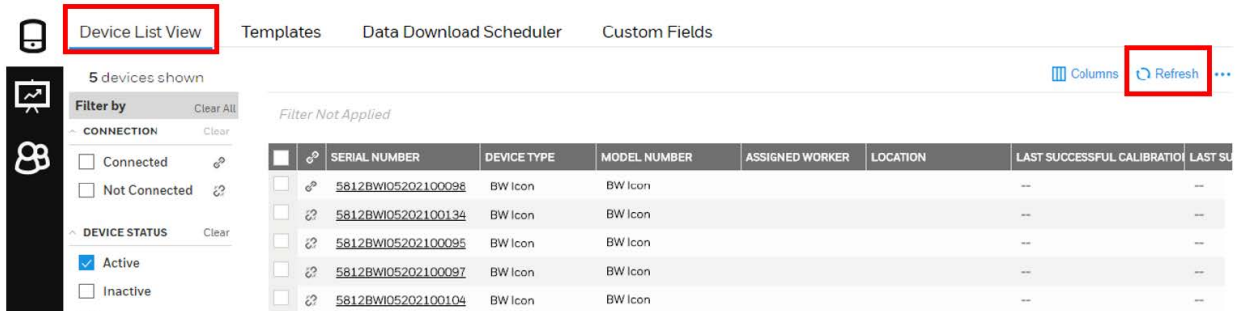 Device List View Templates Data Download Scheduler Custom Fields
5 devices shown
Columns Refresh •••
Filter by Clear All
Filter Not Applied
CONNECTION Clear
Connected
Not Connected
DEVICE STATUS Clear
Active
Inactive
SERIAL NUMBER DEVICE TYPE MODEL NUMBER ASSIGNED WORKER LOCATION LAST SUCCESSFUL CALIBRATIO LAST SU
5812BWI05202100098 BW Icon BW Icon -- --
5812BWI05202100134 BW Icon BW Icon -- --
5812BWI05202100095 BW Icon BW Icon -- --
5812BWI05202100097 BW Icon BW Icon -- --
5812BWI05202100104 BW Icon BW Icon -- --